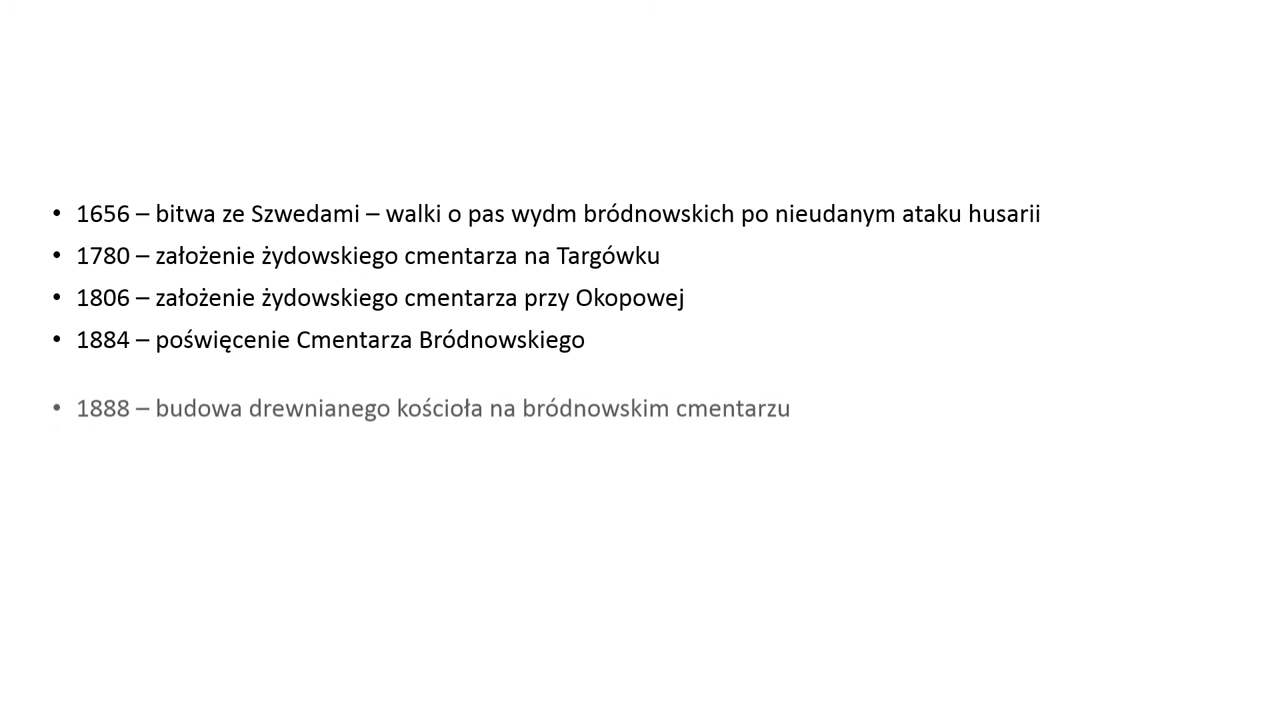 • 1656 – bitwa ze Szwedami – walki o pas wydm bródnowskich po nieudanym ataku husarii
• 1780 – założenie żydowskiego cmentarza na Targówku
• 1806 – założenie żydowskiego cmentarza przy Okopowej
• 1884 – poświęcenie Cmentarza Bródnowskiego
• 1888 – budowa drewnianego kościoła na bródnowskim cmentarzu